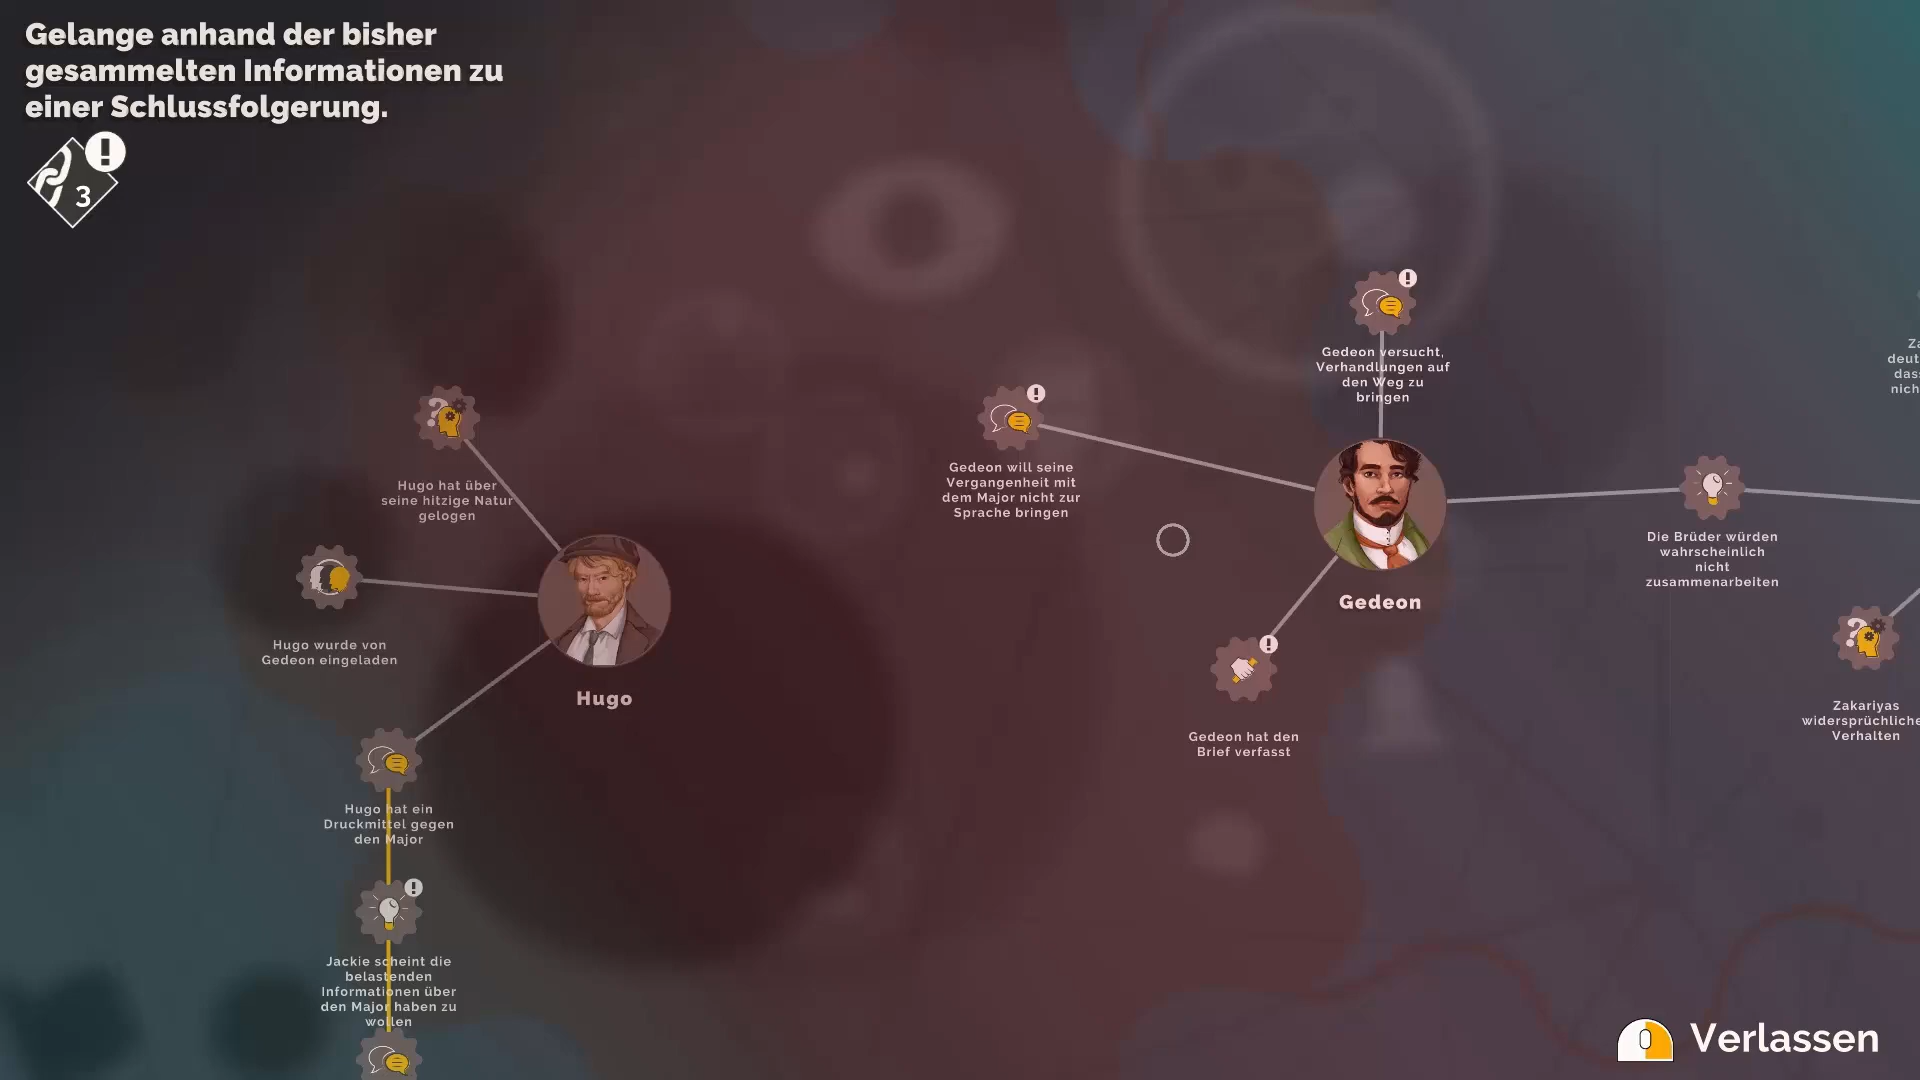 Gelange anhand der bisher
gesammelten Informationen zu
einer Schlussfolgerung.
3
Gedeon versucht,
Verhandlungen auf
den Weg zu
bringen
Hugo hat über
seine hitzige Natur
gelogen
Gedeon will seine
Vergangenheit mit
dem Major nicht zur
Sprache bringen
Die Brüder würden
wahrscheinlich
nicht
zusammenarbeiten
Gedeon
Hugo wurde von
Gedeon eingeladen
Hugo
Zakariyas
widersprüchliche
Verhalten
Gedeon hat den
Brief verfasst
Hugo hat ein
Druckmittel gegen
den Major
Jackie scheint die
belastenden
Informationen über
den Major haben zu
wollen
Verlassen